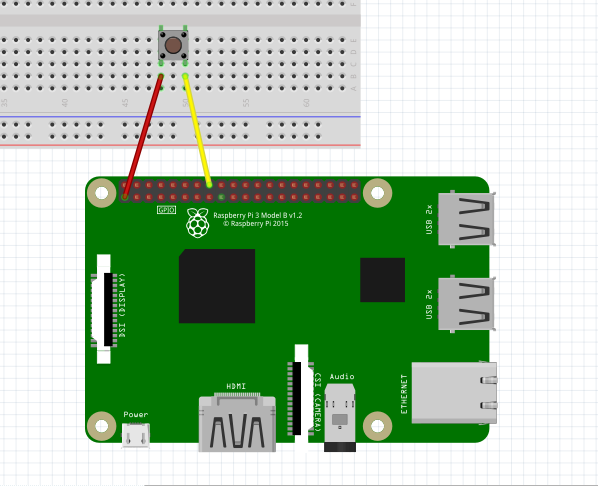 35
40
45
50
55
60
GPIO
Raspberry Pi 3 Model B v1.2
© Raspberry Pi 2015
USB 2x
DSI (DISPLAY)
USB 2x
Audio
CSI (CAMERA)
ETHERNET
HDMI
Power